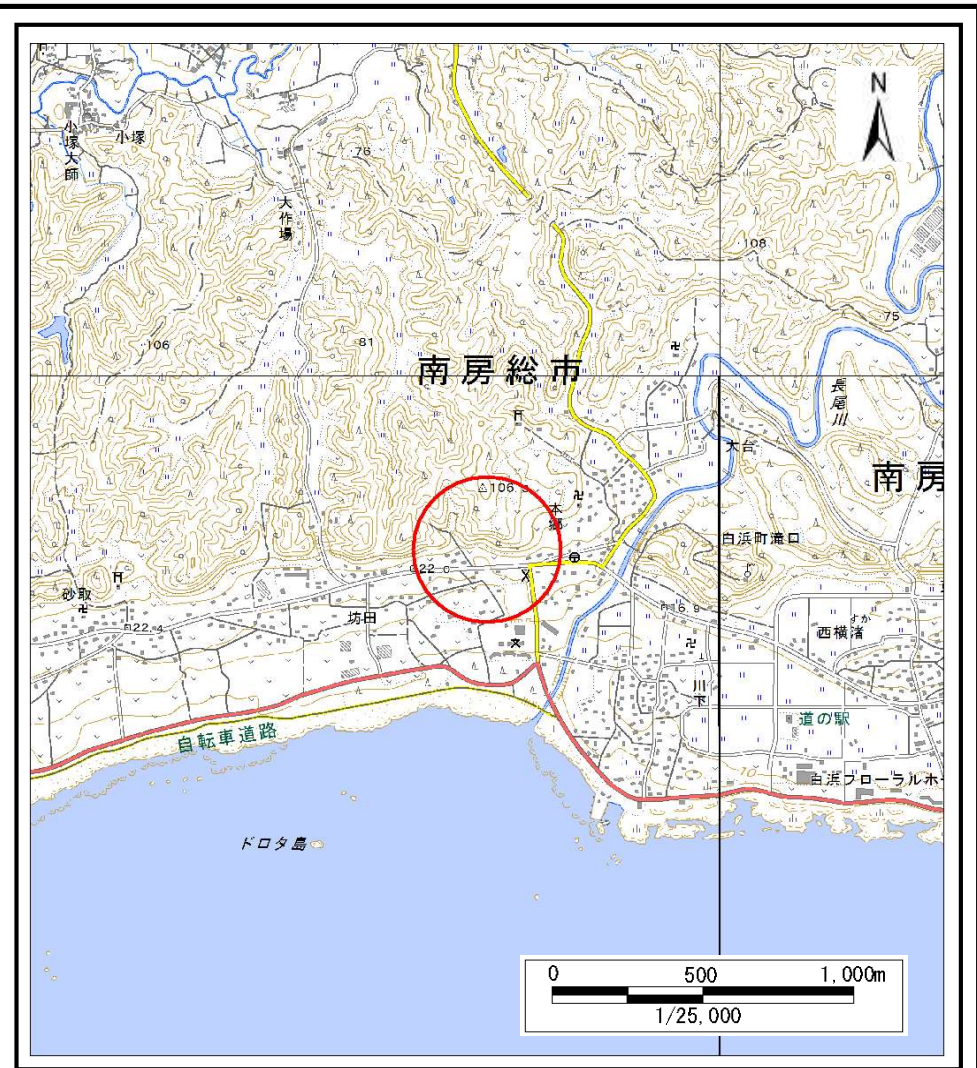 N
小塚大師
小塚
・76
大作場
・108
75
・106
・81
南房総市
長尾川
大台
南房
△106.3
本郷
白浜町滝口
22.0
砂取
22.4
坊田
16.9
西横渚
すか
川下
自転車道路
道の駅
10
白浜フローラルホー
ドロタ島
0 500 1,000m
1/25,000